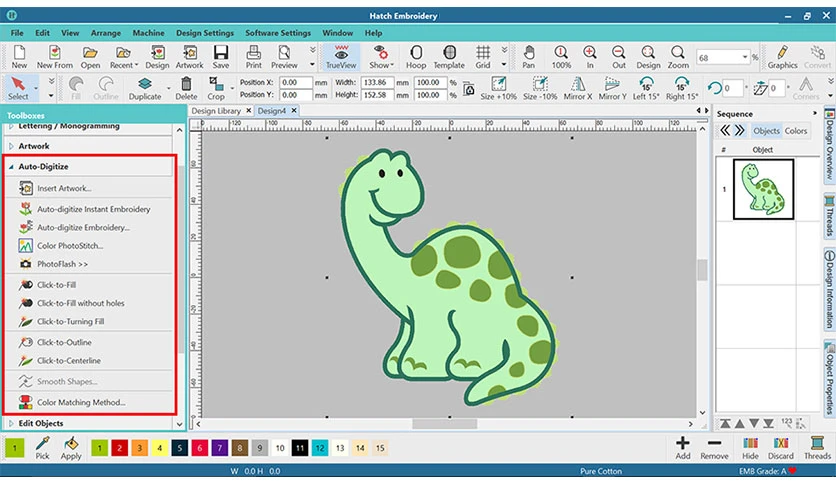 Hatch Embroidery
File Edit View Arrange Machine Design Settings Software Settings Window Help
New New From Open Recent Design Artwork Save Print Preview TrueView Show Hoop Template Grid Pan 100% In Out Design Zoom 68 % Graphics Convert
Select Fill Outline Duplicate Delete Crop Position X: 0.00 mm Width: 133.86 mm 100.00 % Size +10% Size -10% Mirror X Mirror Y Left 15° Right 15° 0 0 Corners
Position Y: 0.00 mm Height: 152.58 mm 100.00 %
Toolboxes
Design Library Design4
Lettering / Monogramming
Artwork
Auto-Digitize
Insert Artwork...
Auto-digitize Instant Embroidery
Auto-digitize Embroidery...
Color PhotoStitch...
PhotoFlash >>
Click-to-Fill
Click-to-Fill without holes
Click-to-Turning Fill
Click-to-Outline
Click-to-Centerline
Smooth Shapes...
Color Matching Method...
Edit Objects
Sequence
Objects Colors
# Object
1
Design Overview
Threads
Design Information
Object Properties
1 Pick Apply 1 2 3 4 5 6 7 8 9 10 11 12 13 14 15 Add Remove Hide Discard Threads
W 0.0 H 0.0 Pure Cotton EMB Grade: A